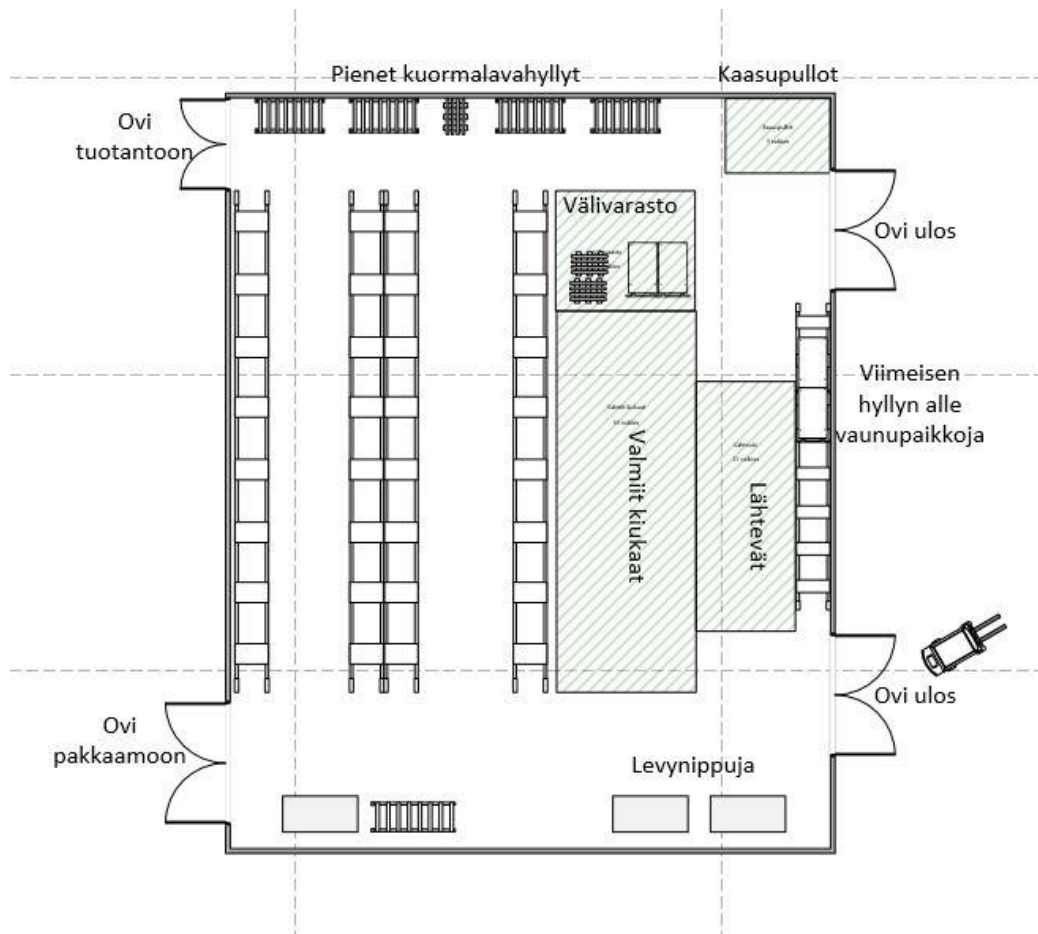 Pienet kuormalavahyllyt
Kaasupullot
Ovi
tuotantoon
Kaasupullot
Välivarasto
Ovi ulos
Viimeisen
hyllyn alle
vaunupaikkoja
Valmiit kiukaat
Lähtevät
Ovi
pakkaamoon
Ovi ulos
Levynippuja